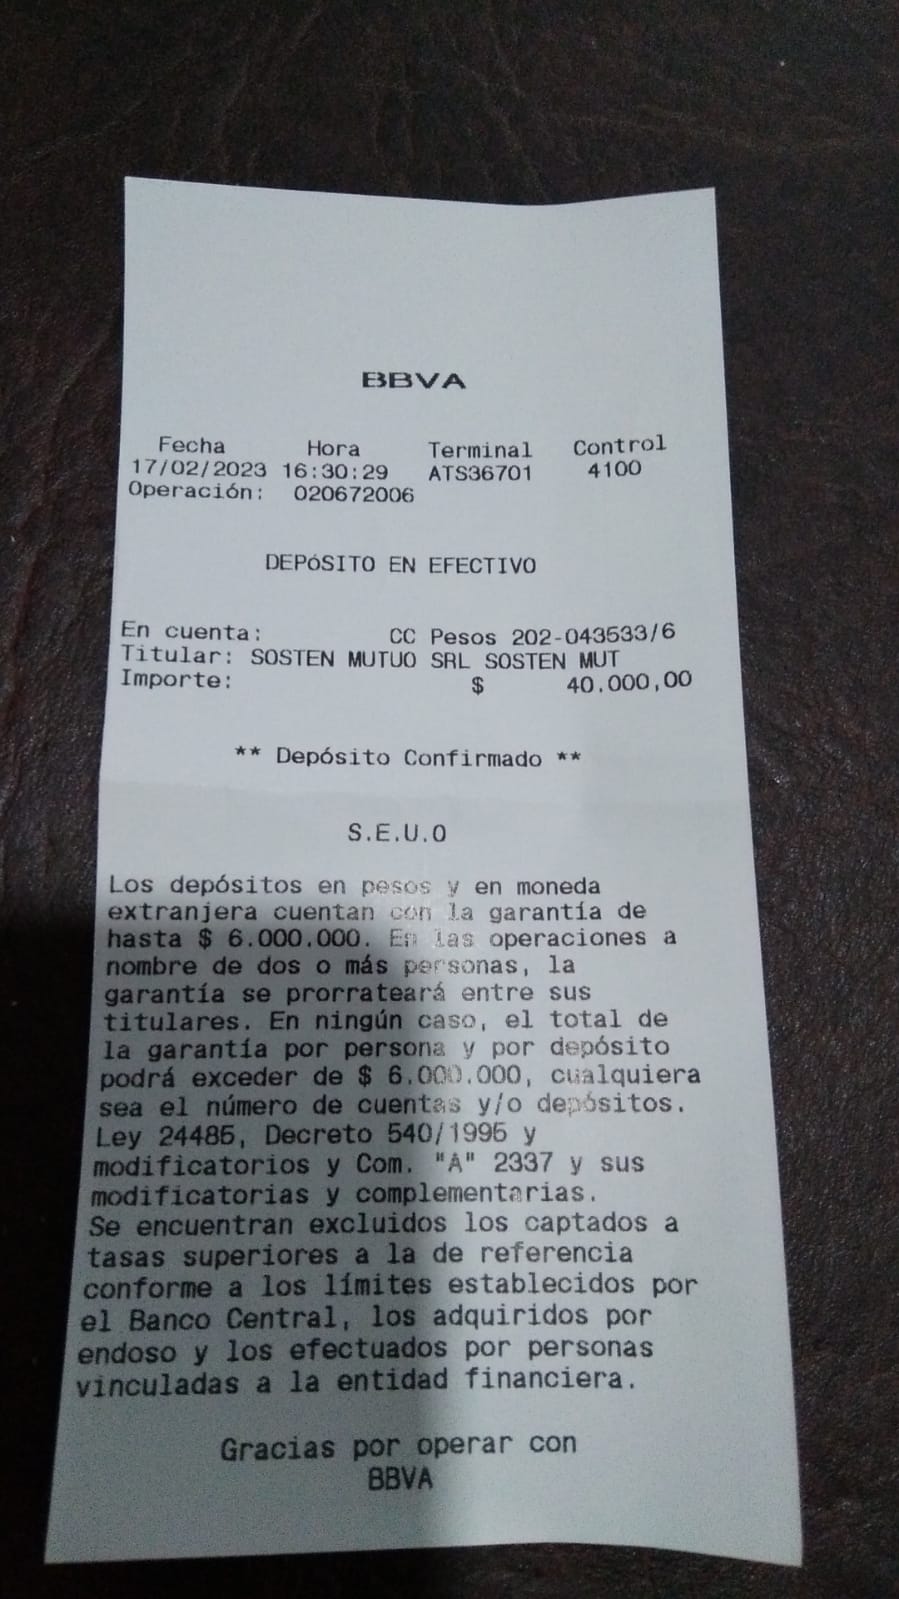 BBVA
Fecha Hora Terminal Control
17/02/2023 16:30:29 ATS36701 4100
Operación: 020672006
DEPóSITO EN EFECTIVO
En cuenta: CC Pesos 202-043533/6
Titular: SOSTEN MUTUO SRL SOSTEN MUT
Importe: $ 40.000,00
** Depósito Confirmado **
S.E.U.O
Los depósitos en pesos y en moneda
extranjera cuentan con la garantía de
hasta $ 6.000.000. En las operaciones a
nombre de dos o más personas, la
garantía se prorrateará entre sus
titulares. En ningún caso, el total de
la garantía por persona y por depósito
podrá exceder de $ 6.000.000, cualquiera
sea el número de cuentas y/o depósitos.
Ley 24485, Decreto 540/1995 y
modificatorios y Com. "A" 2337 y sus
modificatorias y complementarias.
Se encuentran excluidos los captados a
tasas superiores a la de referencia
conforme a los límites establecidos por
el Banco Central, los adquiridos por
endoso y los efectuados por personas
vinculadas a la entidad financiera.
Gracias por operar con
BBVA